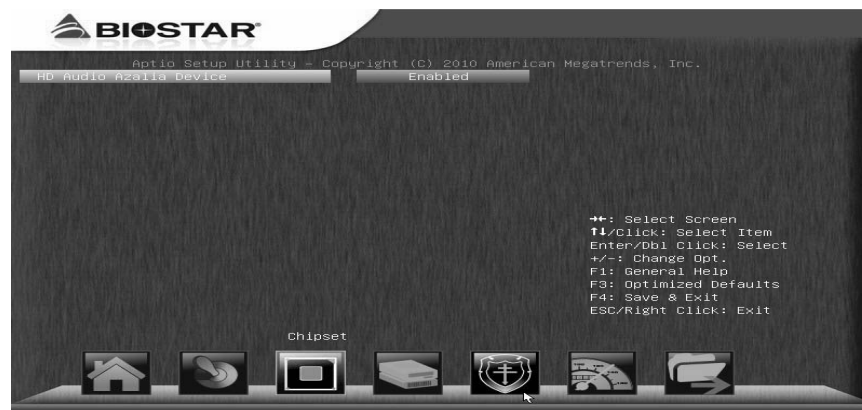 BIOSTAR
Aptio Setup Utility - Copyright (C) 2010 American Megatrends, Inc.
HD Audio Azalia Device Enabled
→←: Select Screen
↑↓/Click: Select Item
Enter/Dbl Click: Select
+/-: Change Opt.
F1: General Help
F3: Optimized Defaults
F4: Save & Exit
ESC/Right Click: Exit
Chipset